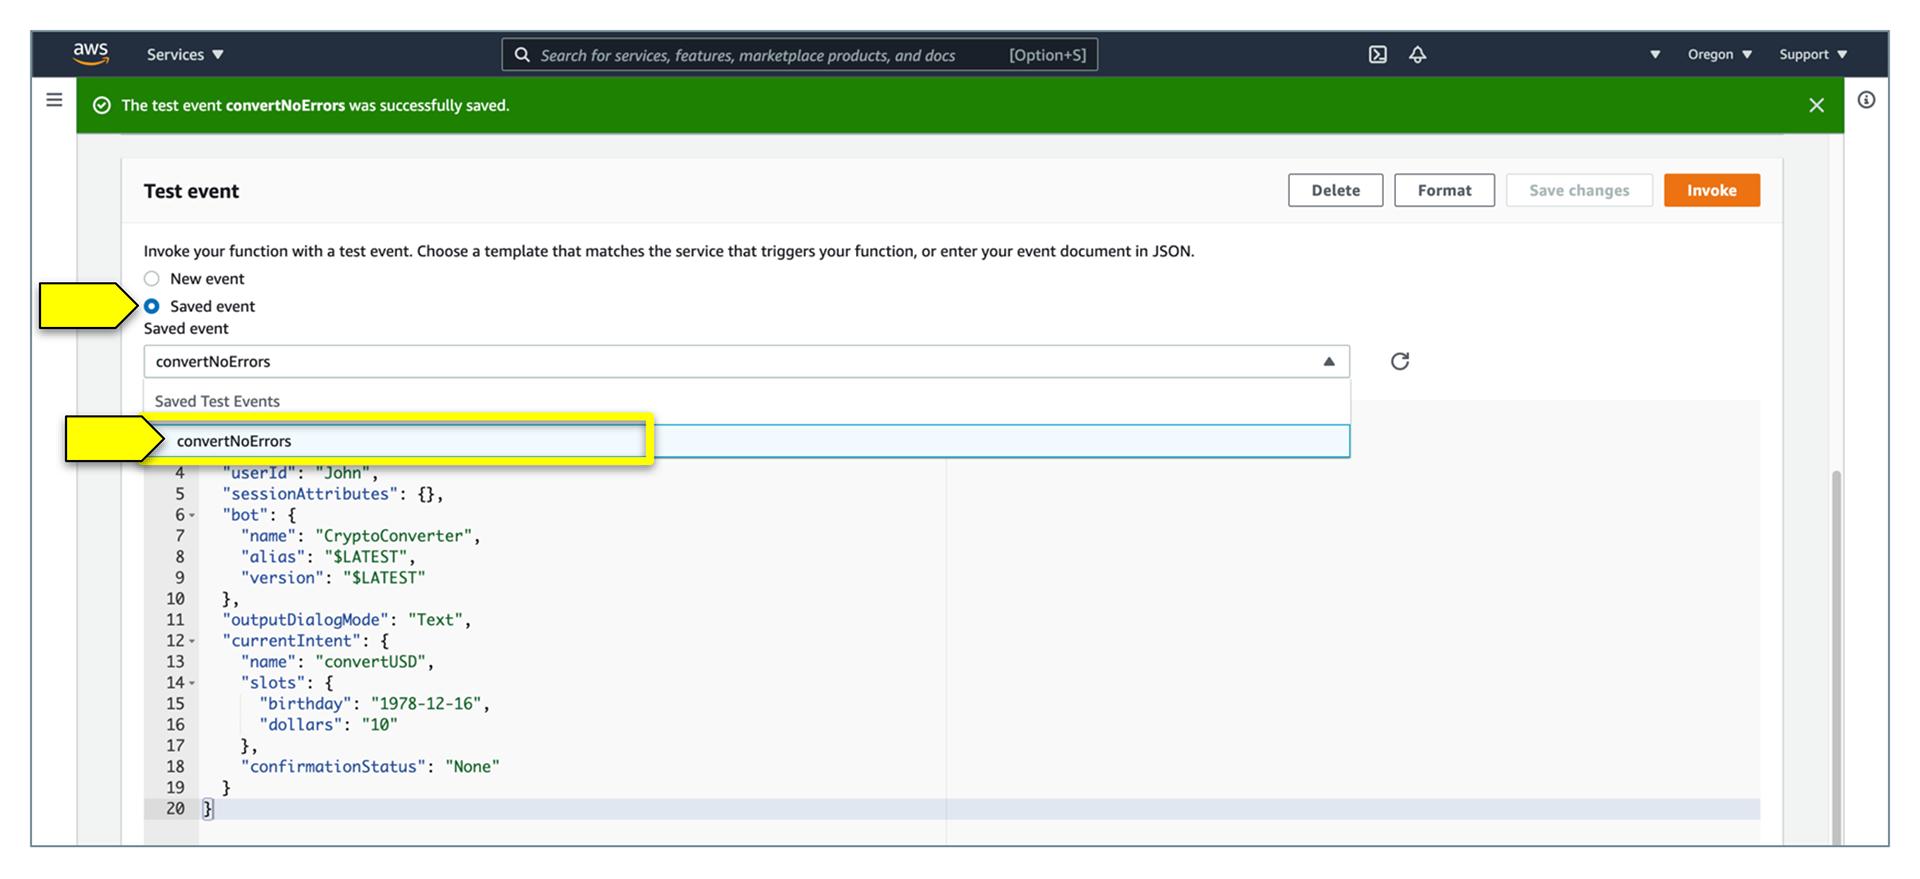 aws Services Search for services, features, marketplace products, and docs [Option+S] Oregon Support
The test event convertNoErrors was successfully saved.
Test event Delete Format Save changes Invoke
Invoke your function with a test event. Choose a template that matches the service that triggers your function, or enter your event document in JSON.
New event
Saved event
Saved event
convertNoErrors
Saved Test Events
convertNoErrors
4 "userId": "John",
5 "sessionAttributes": {},
6 "bot": {
7 "name": "CryptoConverter",
8 "alias": "$LATEST",
9 "version": "$LATEST"
10 },
11 "outputDialogMode": "Text",
12 "currentIntent": {
13 "name": "convertUSD",
14 "slots": {
15 "birthday": "1978-12-16",
16 "dollars": "10"
17 },
18 "confirmationStatus": "None"
19 }
20 }